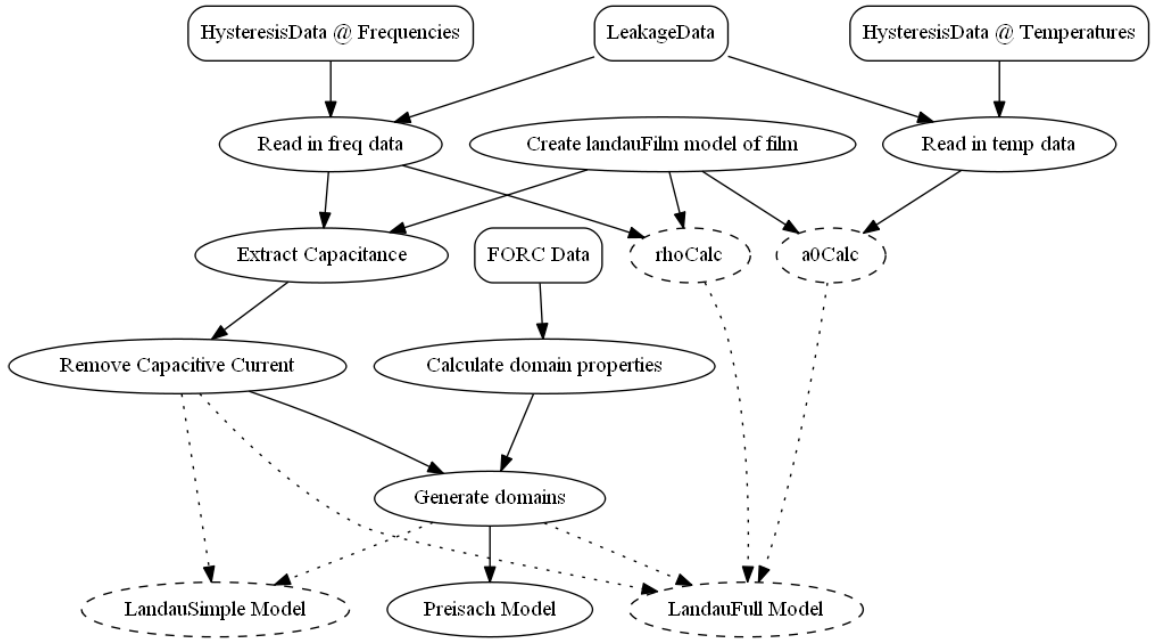 HysteresisData @ Frequencies
LeakageData
HysteresisData @ Temperatures
Read in freq data
Create landauFilm model of film
Read in temp data
Extract Capacitance
FORC Data
rhoCalc
a0Calc
Remove Capacitive Current
Calculate domain properties
Generate domains
LandauSimple Model
Preisach Model
LandauFull Model